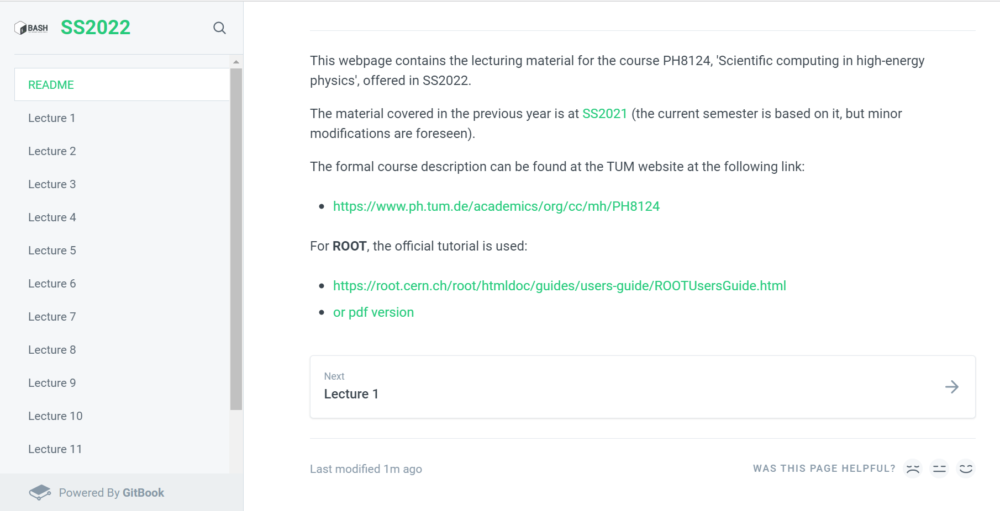 BASH
SS2022
README
Lecture 1
Lecture 2
Lecture 3
Lecture 4
Lecture 5
Lecture 6
Lecture 7
Lecture 8
Lecture 9
Lecture 10
Lecture 11
Powered By GitBook
This webpage contains the lecturing material for the course PH8124, 'Scientific computing in high-energy
physics', offered in SS2022.
The material covered in the previous year is at SS2021 (the current semester is based on it, but minor
modifications are foreseen).
The formal course description can be found at the TUM website at the following link:
https://www.ph.tum.de/academics/org/cc/mh/PH8124
For ROOT, the official tutorial is used:
https://root.cern.ch/root/htmldoc/guides/users-guide/ROOTUsersGuide.html
or pdf version
Next
Lecture 1
Last modified 1m ago
WAS THIS PAGE HELPFUL?